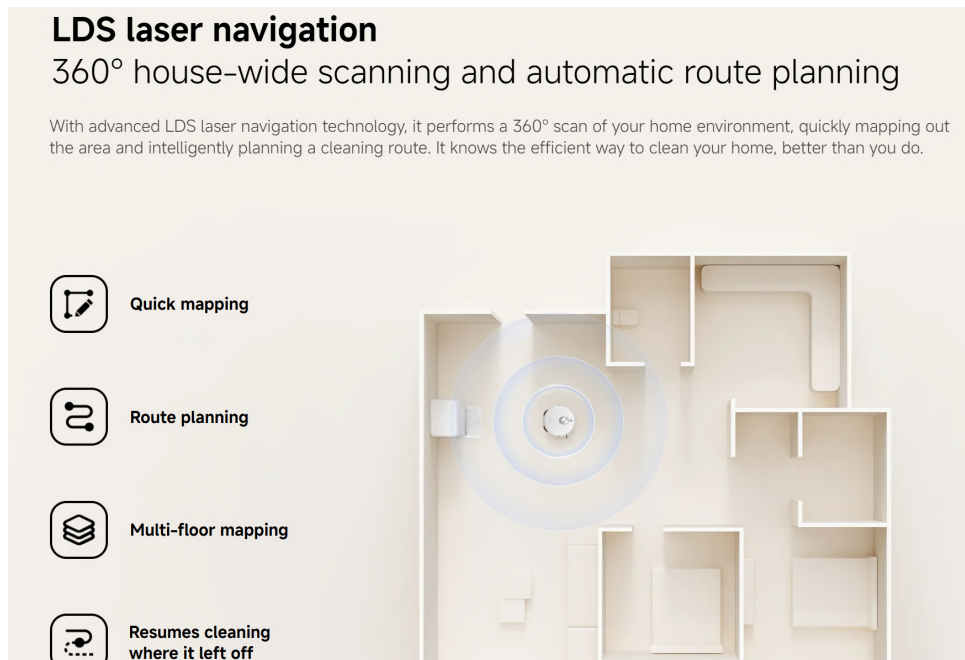 LDS laser navigation
360° house-wide scanning and automatic route planning
With advanced LDS laser navigation technology, it performs a 360° scan of your home environment, quickly mapping out
the area and intelligently planning a cleaning route. It knows the efficient way to clean your home, better than you do.
Quick mapping
Route planning
Multi-floor mapping
Resumes cleaning
where it left off